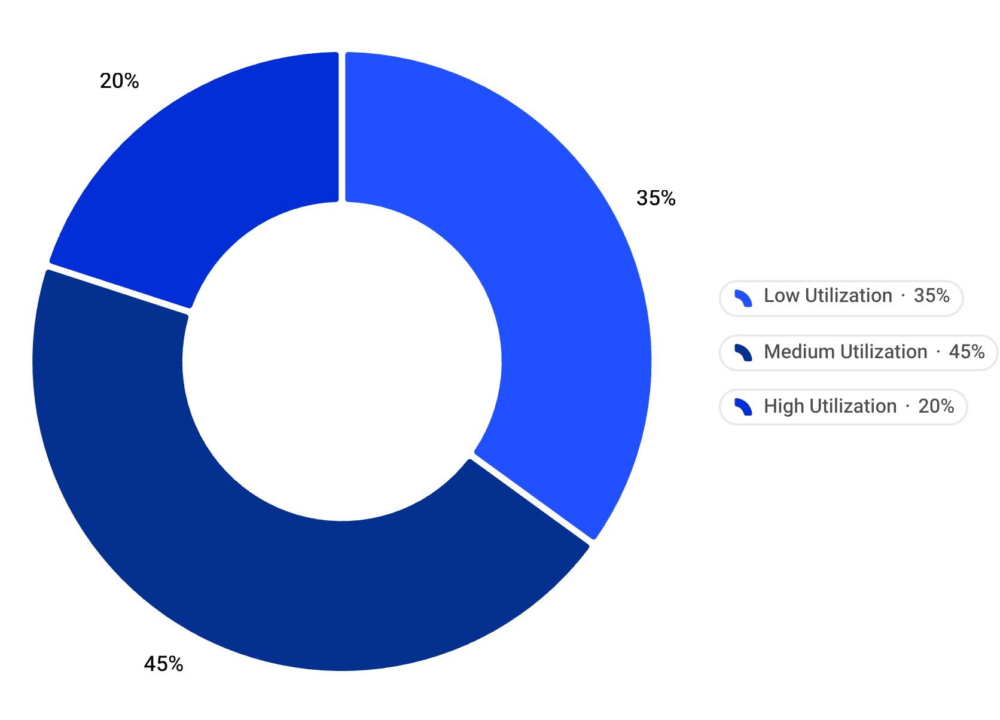 20%
35%
Low Utilization · 35%
Medium Utilization · 45%
High Utilization · 20%
45%